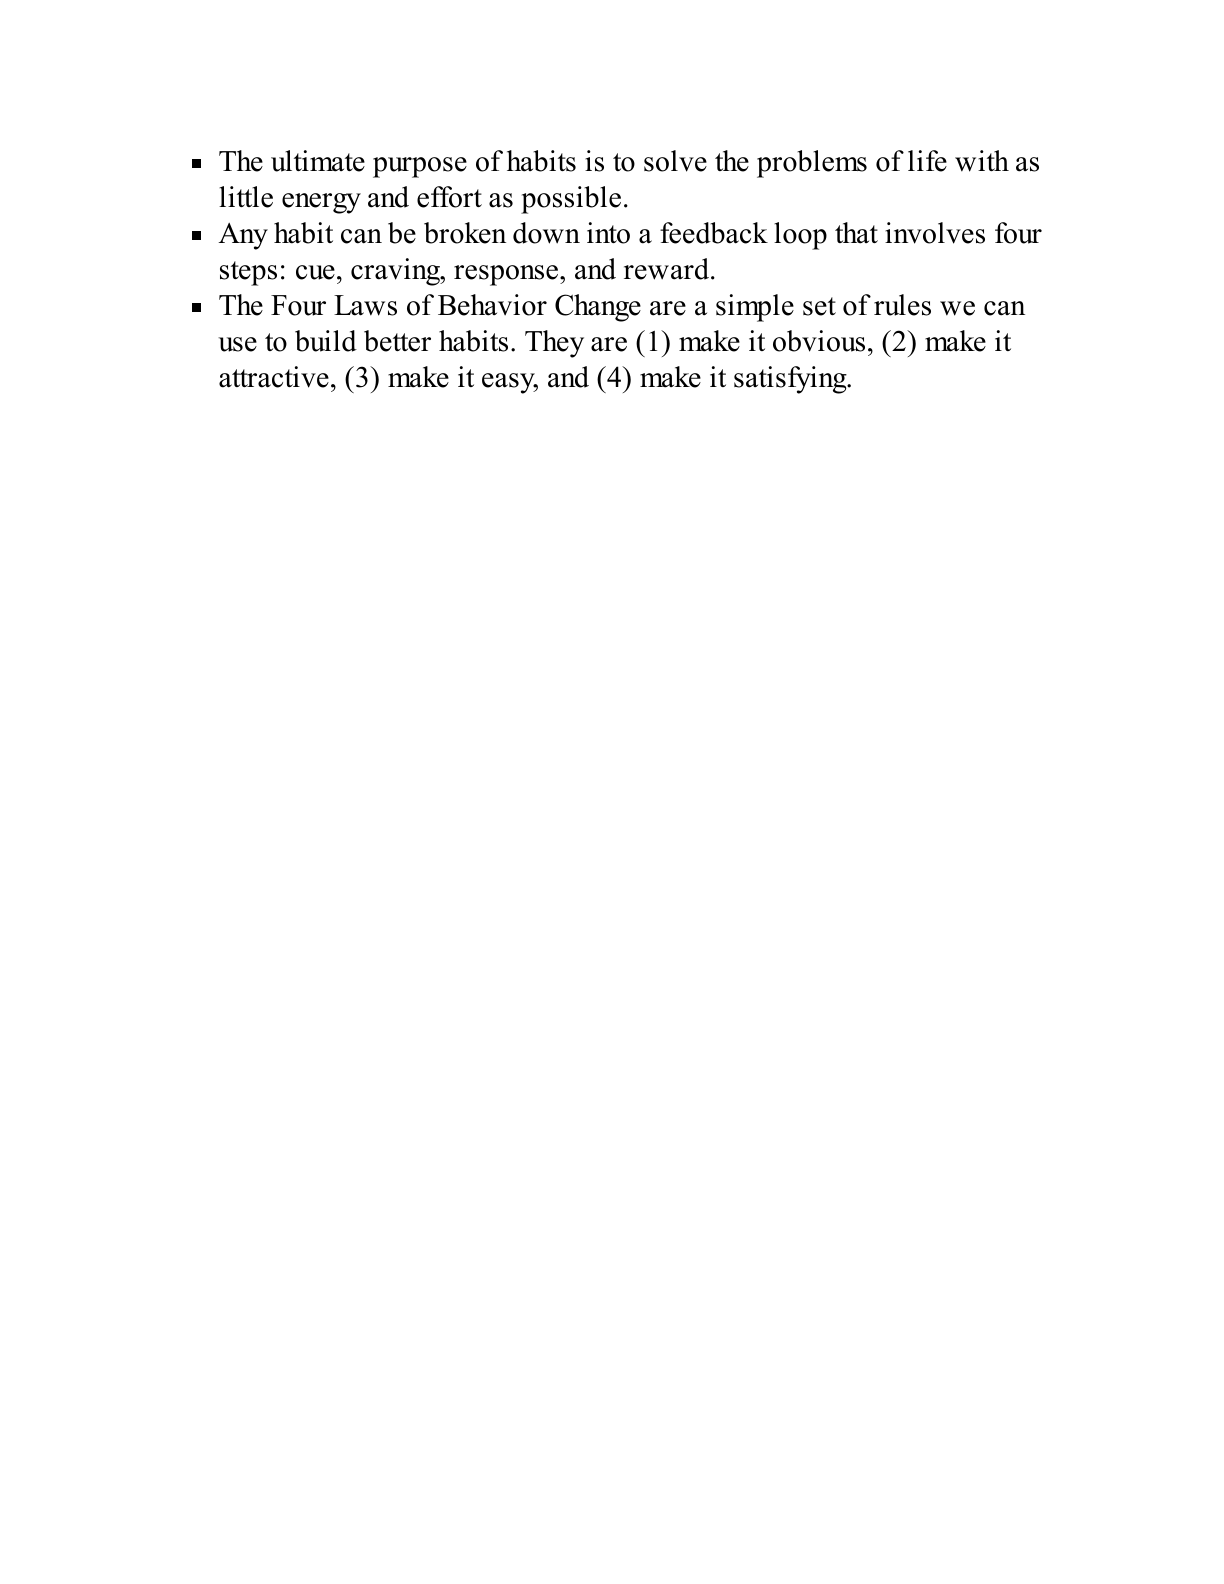 ▪ The ultimate purpose of habits is to solve the problems of life with as
little energy and effort as possible.
▪ Any habit can be broken down into a feedback loop that involves four
steps: cue, craving, response, and reward.
▪ The Four Laws of Behavior Change are a simple set of rules we can
use to build better habits. They are (1) make it obvious, (2) make it
attractive, (3) make it easy, and (4) make it satisfying.